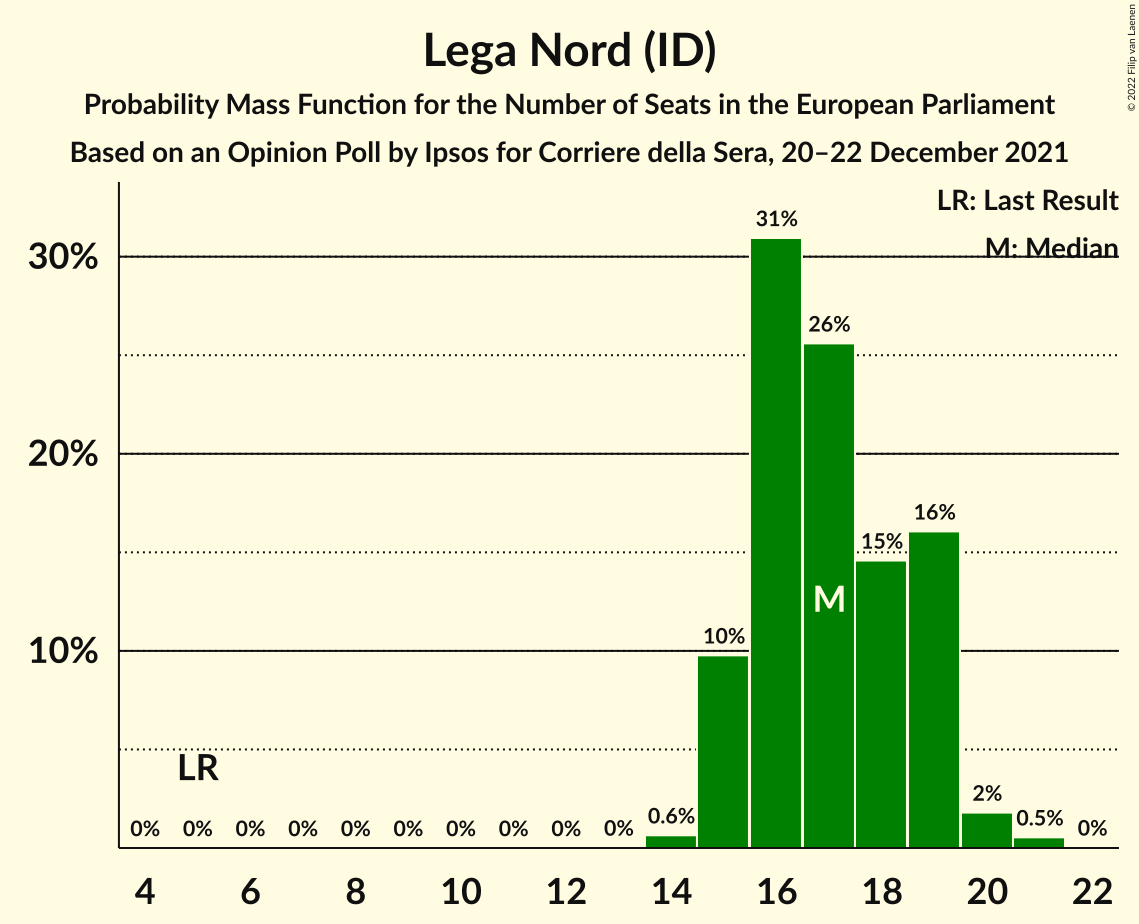 Lega Nord (ID)
Probability Mass Function for the Number of Seats in the European Parliament
Based on an Opinion Poll by Ipsos for Corriere della Sera, 20–22 December 2021
© 2022 Filip van Laenen
LR: Last Result
M: Median
30%
20%
10%
31%
26%
16%
15%
10%
M
LR
0% 0% 0% 0% 0% 0% 0% 0% 0% 0% 0.6% 2% 0.5% 0%
4 6 8 10 12 14 16 18 20 22